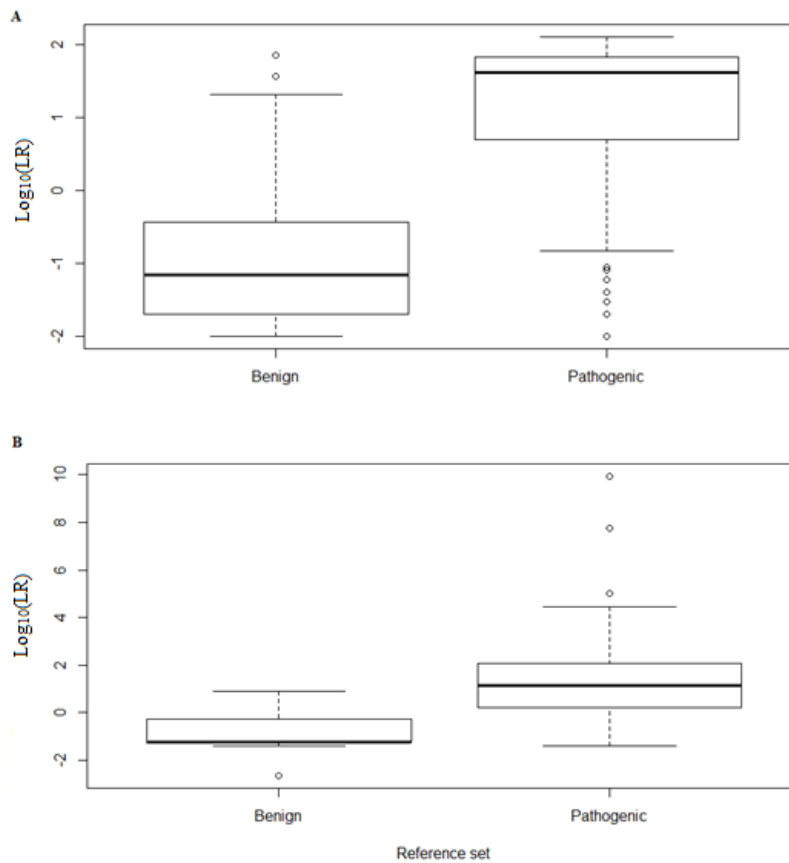 A
Log10(LR)
2
1
0
-1
-2
Benign Pathogenic
B
Log10(LR)
10
8
6
4
2
0
-2
Benign Pathogenic
Reference set